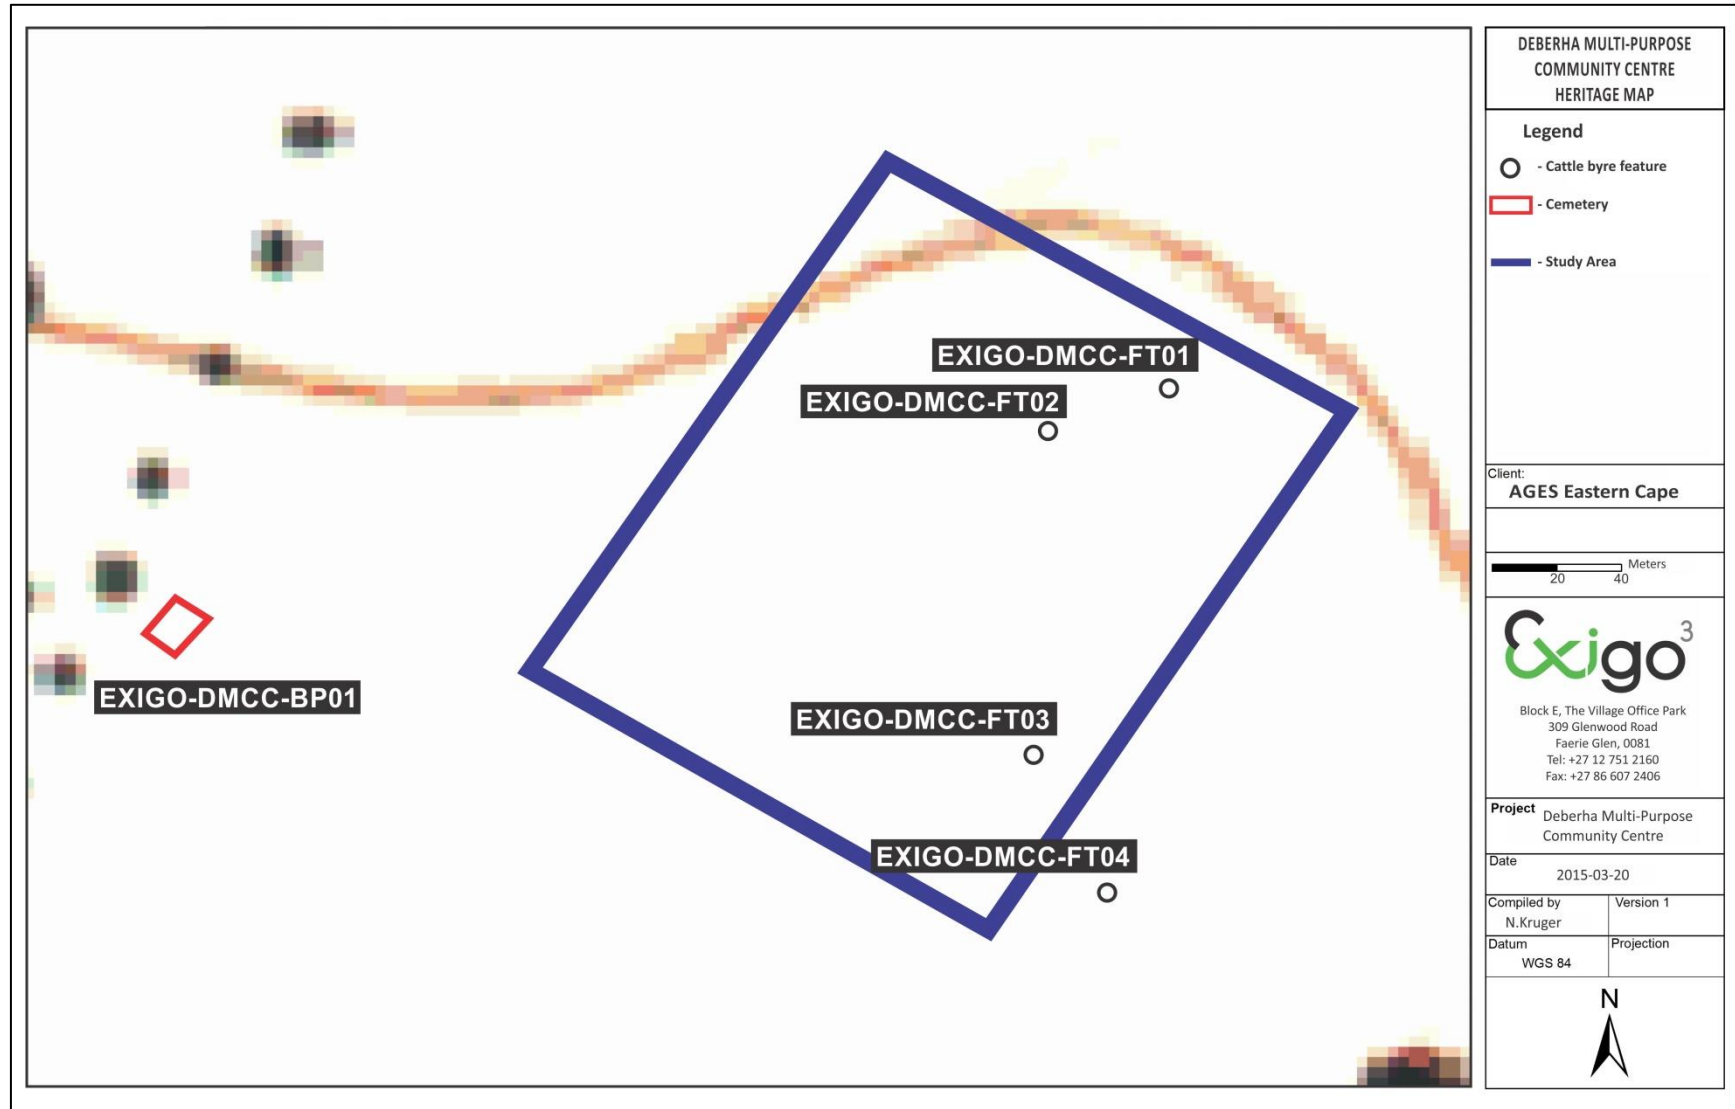 EXIGO-DMCC-FT01
EXIGO-DMCC-FT02
EXIGO-DMCC-BP01
EXIGO-DMCC-FT03
EXIGO-DMCC-FT04
DEBERHA MULTI-PURPOSE
COMMUNITY CENTRE
HERITAGE MAP
Legend
- Cattle byre feature
- Cemetery
- Study Area
Client:
AGES Eastern Cape
Meters
20 40
Exigo3
Block E, The Village Office Park
309 Glenwood Road
Faerie Glen, 0081
Tel: +27 12 751 2160
Fax: +27 86 607 2406
Project Deberha Multi-Purpose
Community Centre
Date
2015-03-20
Compiled by
N.Kruger
Version 1
Datum
WGS 84
Projection
N